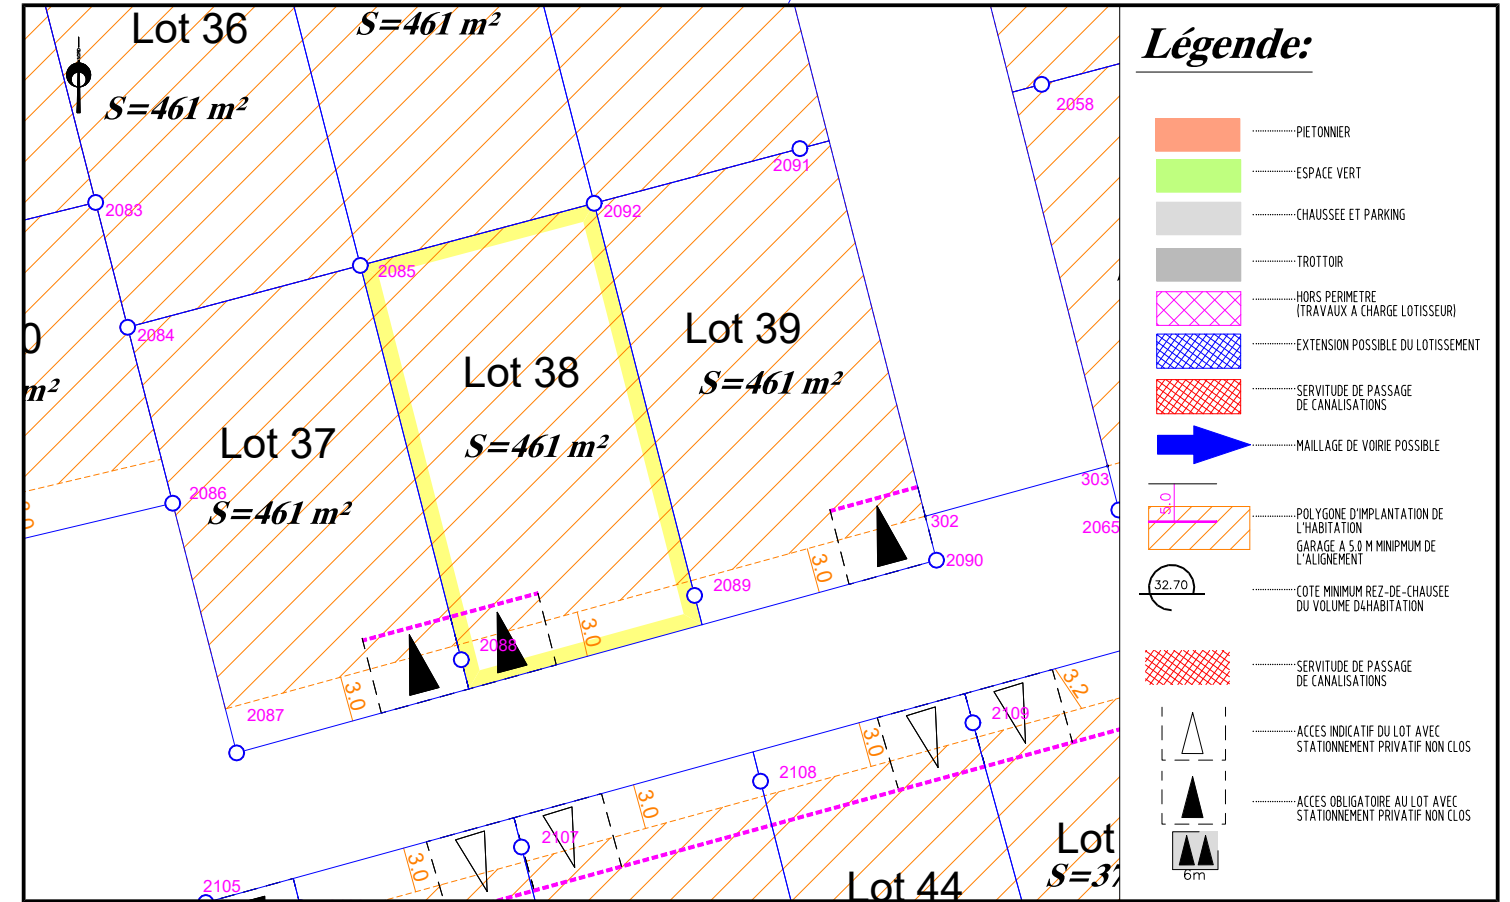 Lot 36
S=461 m²
S=461 m²
2058
2091
2083
2092
2085
2084
Lot 39
S=461 m²
0
m²
Lot 38
S=461 m²
Lot 37
S=461 m²
2086
303
2065
302
2090
3.0
2089
3.0
2088
3.0
2087
3.2
2109
3.0
2108
3.0
2107
3.0
2105
Lot
S=37
Lot 44
Légende:
PIETONNIER
ESPACE VERT
CHAUSSEE ET PARKING
TROTTOIR
HORS PERIMETRE
(TRAVAUX A CHARGE LOTISSEUR)
EXTENSION POSSIBLE DU LOTISSEMENT
SERVITUDE DE PASSAGE
DE CANALISATIONS
MAILLAGE DE VOIRIE POSSIBLE
5.0
POLYGONE D'IMPLANTATION DE
L'HABITATION
GARAGE A 5.0 M MINIPMUM DE
L'ALIGNEMENT
32.70
COTE MINIMUM REZ-DE-CHAUSEE
DU VOLUME D4HABITATION
SERVITUDE DE PASSAGE
DE CANALISATIONS
ACCES INDICATIF DU LOT AVEC
STATIONNEMENT PRIVATIF NON CLOS
ACCES OBLIGATOIRE AU LOT AVEC
STATIONNEMENT PRIVATIF NON CLOS
6m